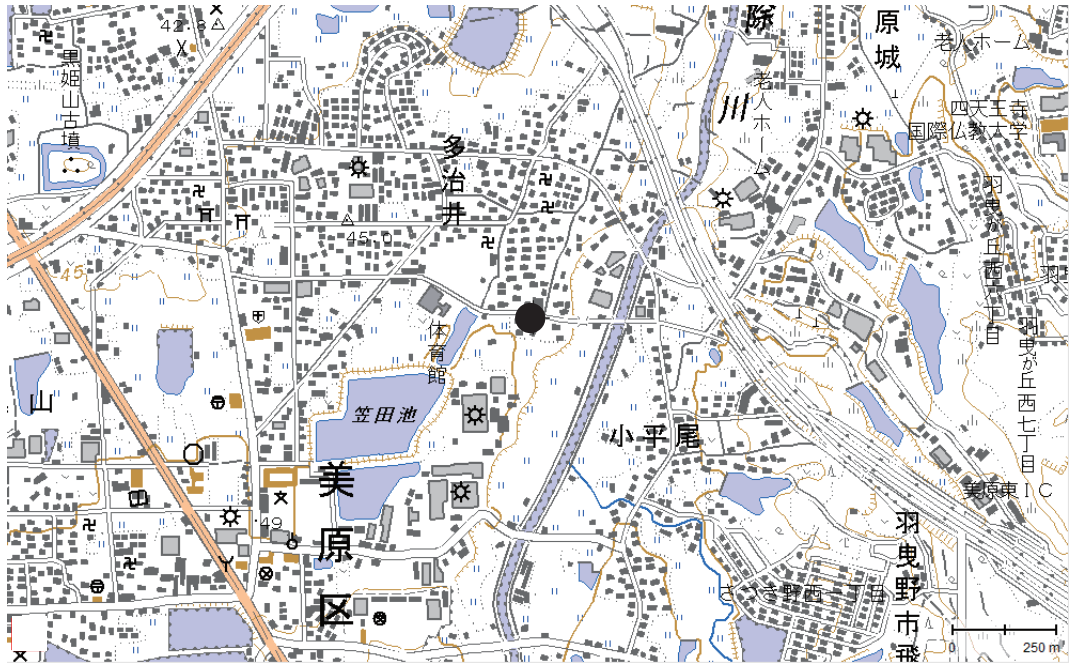 42.8
黒姫山古墳
多治井
除
川
原城
老人ホーム
老人ホーム
四天王寺
国際仏教大学
羽曳が丘西六丁目
羽
羽曳が丘西七丁目
45.0
45
体育館
笠田池
山
小平尾
美原東IC
美原区
49
さつき野西一丁目
羽曳野市飛
0
250 m